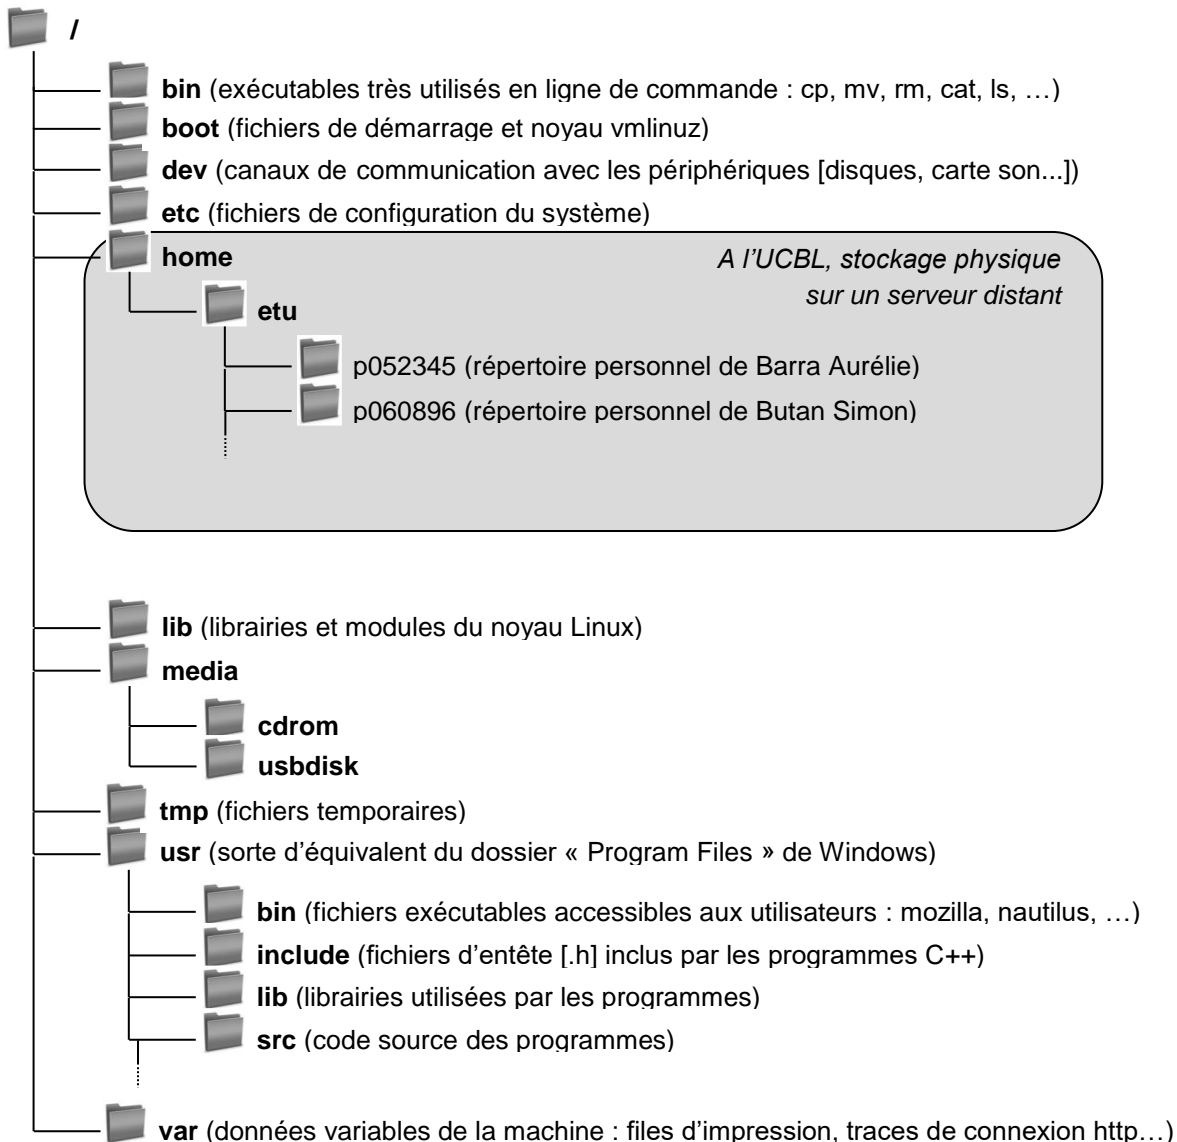 /
bin (exécutables très utilisés en ligne de commande : cp, mv, rm, cat, ls, …)
boot (fichiers de démarrage et noyau vmlinuz)
dev (canaux de communication avec les périphériques [disques, carte son...])
etc (fichiers de configuration du système)
home
A l’UCBL, stockage physique
sur un serveur distant
etu
p052345 (répertoire personnel de Barra Aurélie)
p060896 (répertoire personnel de Butan Simon)
lib (librairies et modules du noyau Linux)
media
cdrom
usbdisk
tmp (fichiers temporaires)
usr (sorte d’équivalent du dossier « Program Files » de Windows)
bin (fichiers exécutables accessibles aux utilisateurs : mozilla, nautilus, …)
include (fichiers d’entête [.h] inclus par les programmes C++)
lib (librairies utilisées par les programmes)
src (code source des programmes)
var (données variables de la machine : files d’impression, traces de connexion http…)